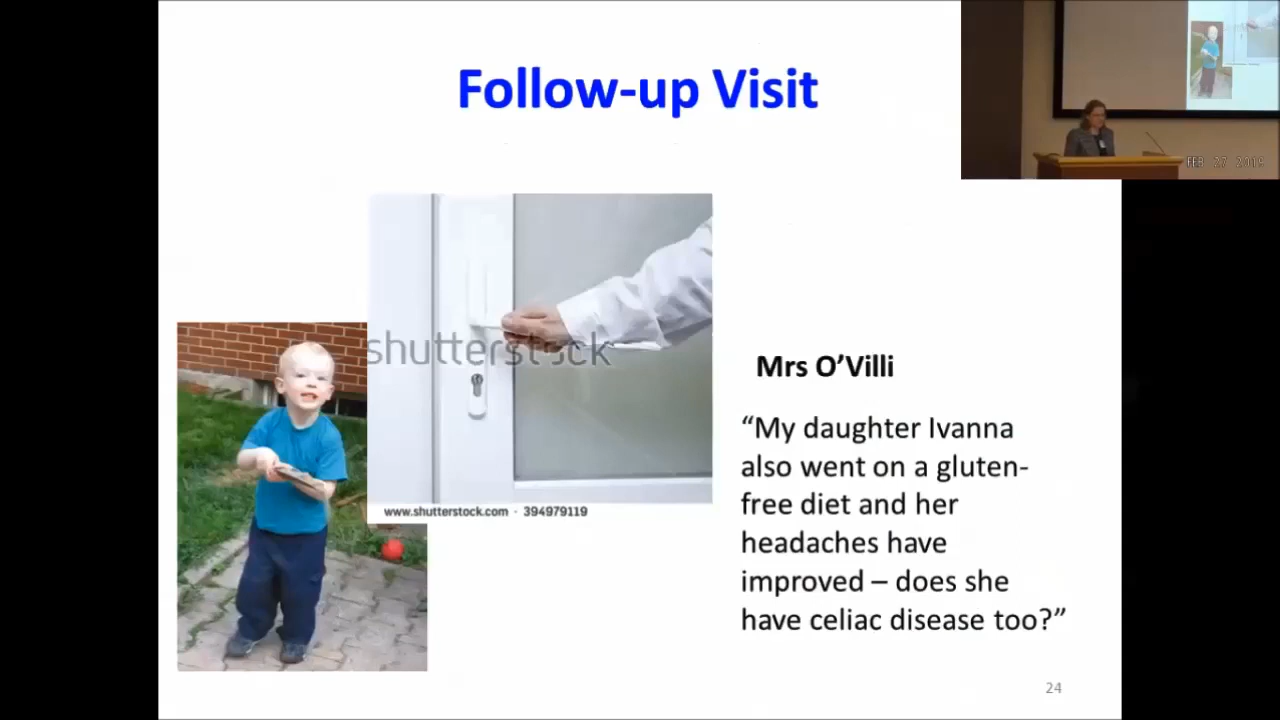 Follow-up Visit
FEB 27 2019
shutterstock
www.shutterstock.com · 394979119
Mrs O’Villi
“My daughter Ivanna
also went on a gluten-
free diet and her
headaches have
improved – does she
have celiac disease too?”
24